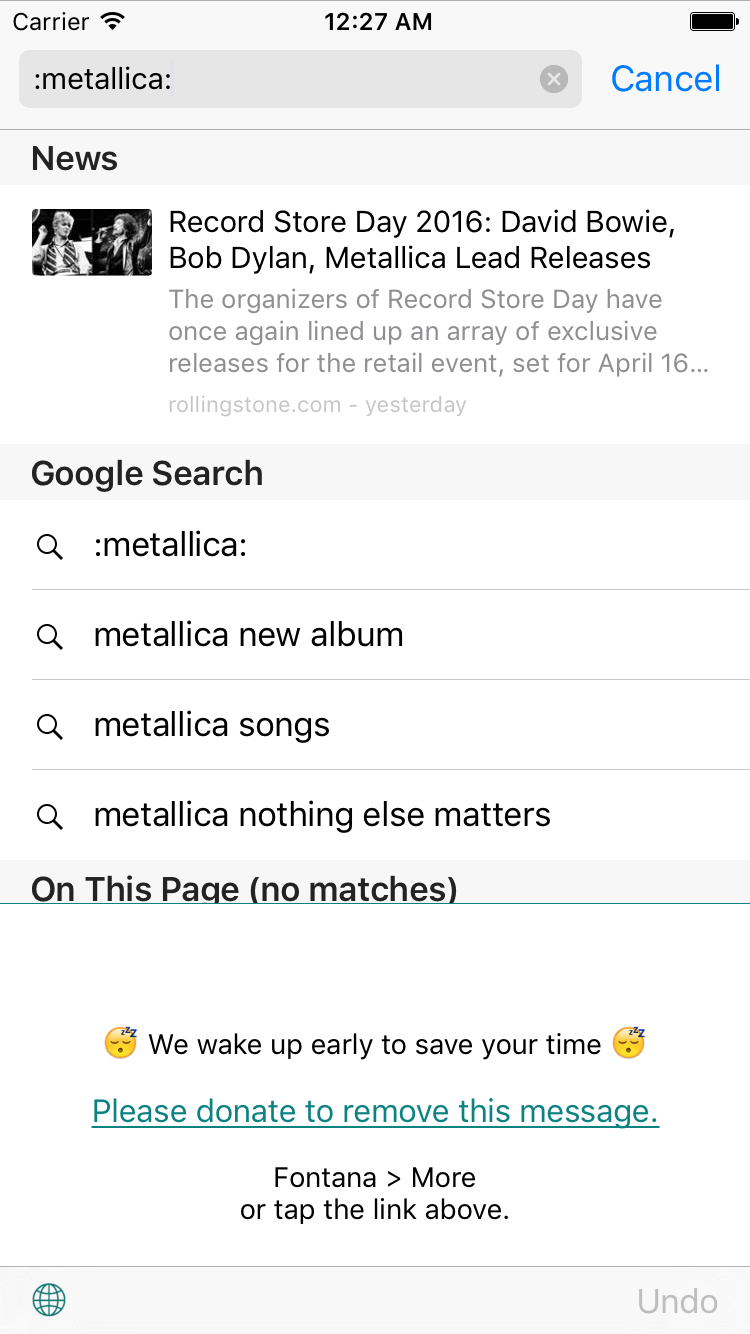 Carrier 12:27 AM
:metallica: Cancel
News
Record Store Day 2016: David Bowie,
Bob Dylan, Metallica Lead Releases
The organizers of Record Store Day have
once again lined up an array of exclusive
releases for the retail event, set for April 16...
rollingstone.com - yesterday
Google Search
:metallica:
metallica new album
metallica songs
metallica nothing else matters
On This Page (no matches)
😴 We wake up early to save your time 😴
Please donate to remove this message.
Fontana > More
or tap the link above.
Undo